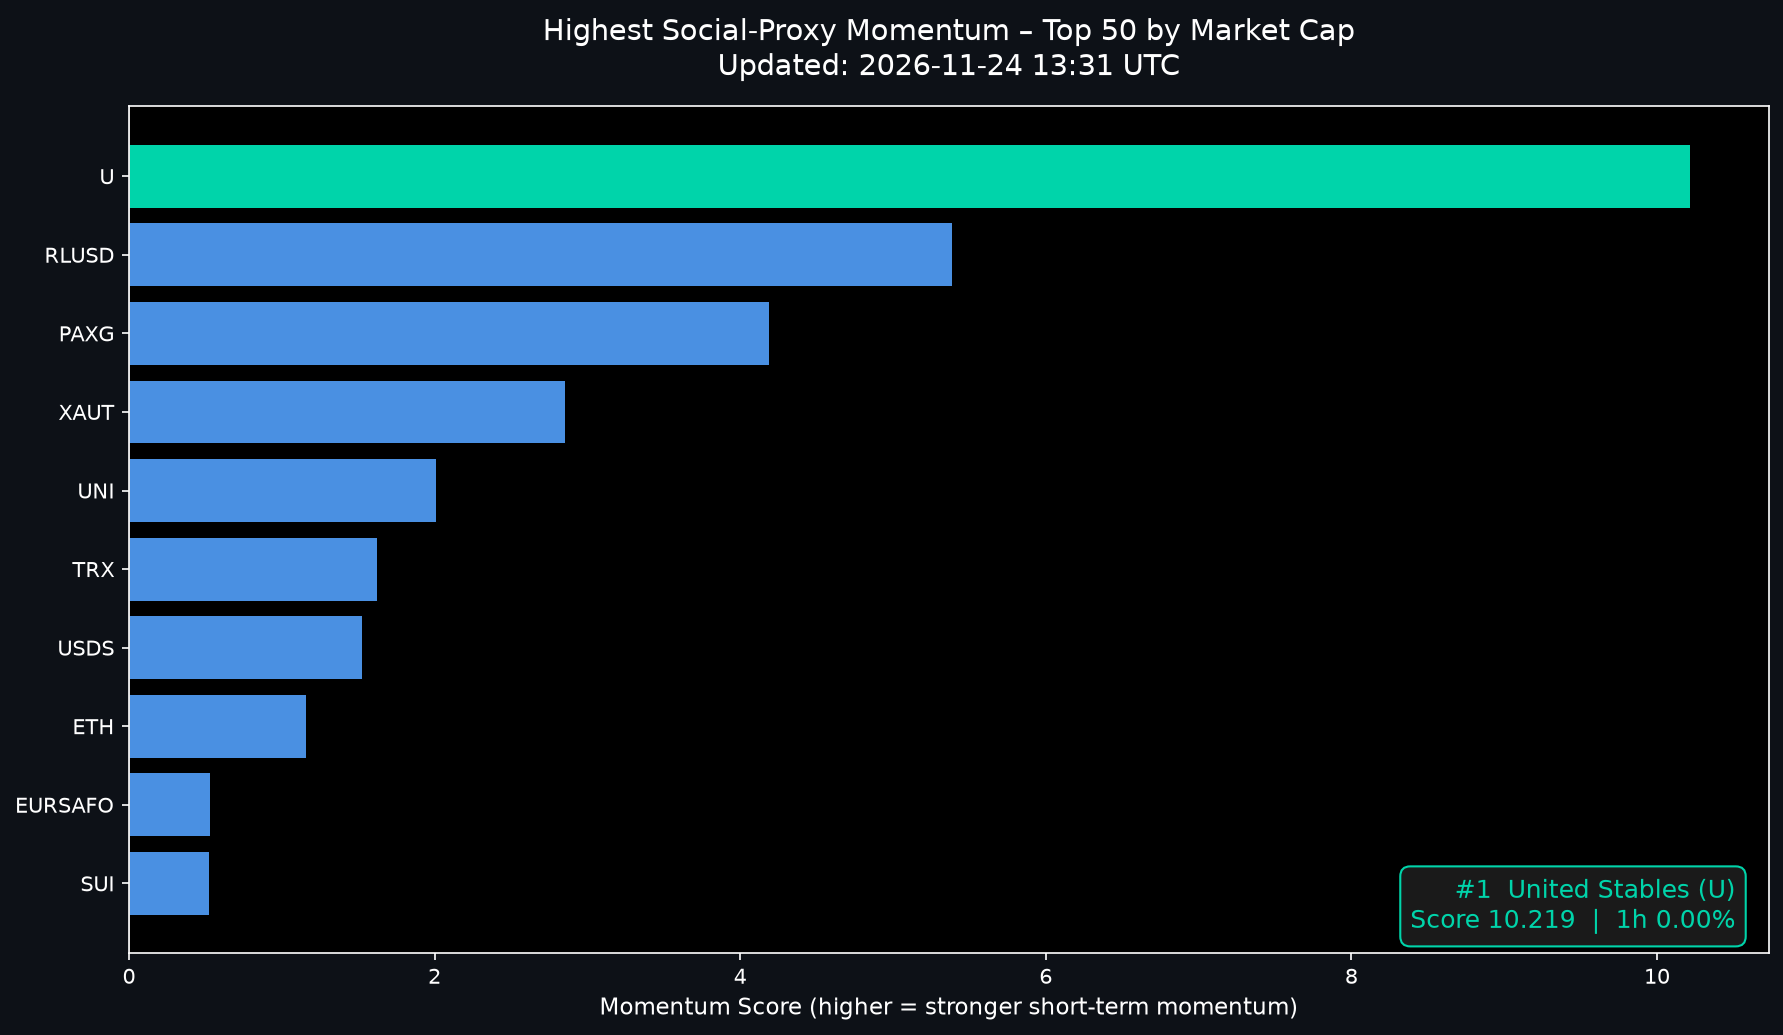 Highest Social-Proxy Momentum – Top 50 by Market Cap
Updated: 2026-11-24 13:31 UTC
U
RLUSD
PAXG
XAUT
UNI
TRX
USDS
ETH
EURSAFO
SUI
#1  United Stables (U)
Score 10.219  |  1h 0.00%
0 2 4 6 8 10
Momentum Score (higher = stronger short-term momentum)